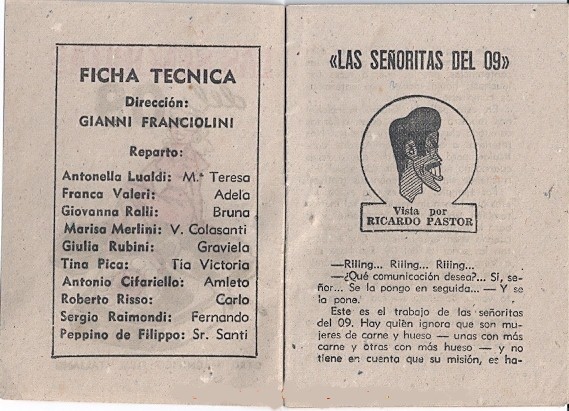 FICHA TECNICA
Dirección:
GIANNI FRANCIOLINI
Reparto:
Antonella Lualdi: M.ª Teresa
Franca Valeri: Adela
Giovanna Ralli: Bruna
Marisa Merlini: V. Colasanti
Giulia Rubini: Graviela
Tina Pica: Tía Victoria
Antonio Cifariello: Amleto
Roberto Risso: Carlo
Sergio Raimondi: Fernando
Peppino de Filippo: Sr. Santi
«LAS SEÑORITAS DEL 09»
Vista por
RICARDO PASTOR
—Riiing... Riiing... Riiing...
—¿Qué comunicación desea?... Sí, se-
ñor... Se la pongo en seguida... — Y se
la pone.
Este es el trabajo de las señoritas
del 09. Hay quién ignora que son mu-
jeres de carne y hueso — unas con más
carne y otras con más hueso — y no
tiene en cuenta que su misión, es ha-